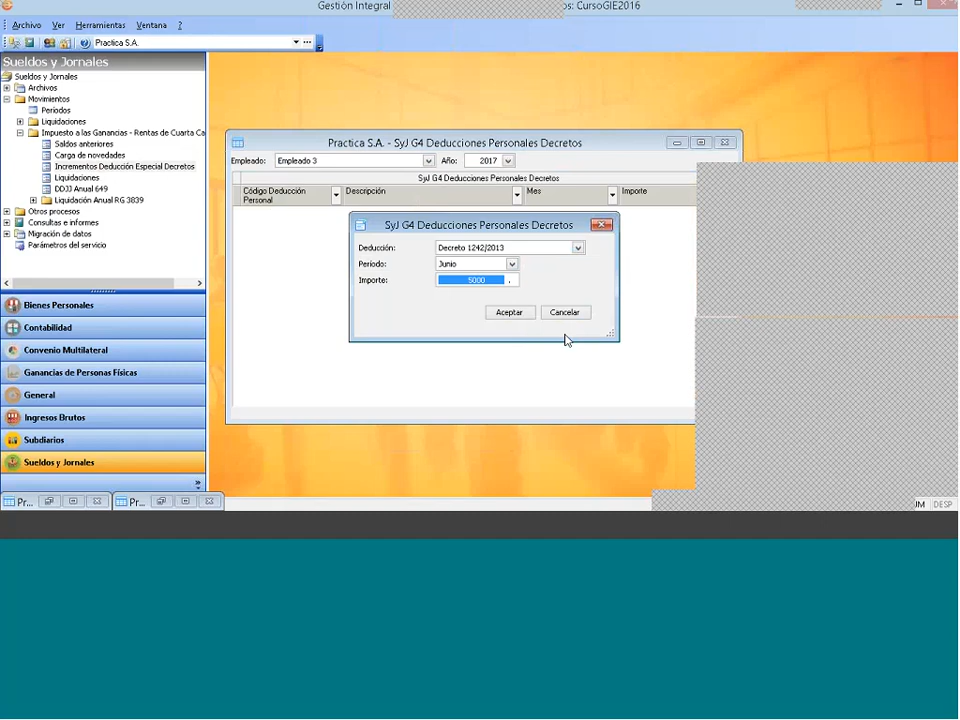 Gestión Integral
os: CursoGIE2016
Archivo Ver Herramientas Ventana ?
Practica S.A.
Sueldos y Jornales
Sueldos y Jornales
Archivos
Movimientos
Períodos
Liquidaciones
Impuesto a las Ganancias - Rentas de Cuarta Ca
Saldos anteriores
Carga de novedades
Incrementos Deducción Especial Decretos
Liquidaciones
DDJJ Anual 649
Liquidación Anual RG 3839
Otros procesos
Consultas e informes
Migración de datos
Parámetros del servicio
Bienes Personales
Contabilidad
Convenio Multilateral
Ganancias de Personas Físicas
General
Ingresos Brutos
Subdiarios
Sueldos y Jornales
Pr...
Pr...
Practica S.A. - SyJ G4 Deducciones Personales Decretos
Empleado: Empleado 3 Año: 2017
SyJ G4 Deducciones Personales Decretos
Código Deducción Personal Descripción Mes Importe
SyJ G4 Deducciones Personales Decretos
Deducción: Decreto 1242/2013
Período: Junio
Importe: 5000 .
Aceptar Cancelar
UM DESP